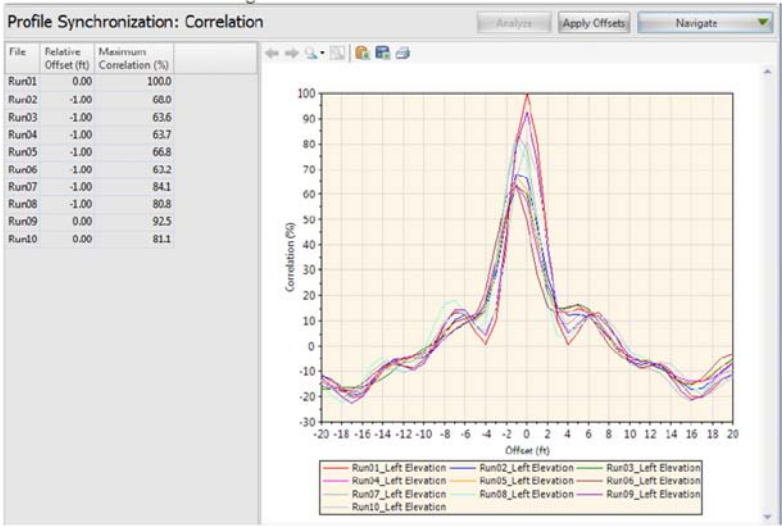 Profile Synchronization: Correlation
Analyze
Apply Offsets
Navigate
File Relative Offset (ft) Maximum Correlation (%)
Run01 0.00 100.0
Run02 -1.00 68.0
Run03 -1.00 63.6
Run04 -1.00 63.7
Run05 -1.00 66.8
Run06 -1.00 63.2
Run07 -1.00 84.1
Run08 -1.00 80.8
Run09 0.00 92.5
Run10 0.00 81.1
Correlation (%)
100
90
80
70
60
50
40
30
20
10
0
-10
-20
-30
-20 -18 -16 -14 -12 -10 -8 -6 -4 -2 0 2 4 6 8 10 12 14 16 18 20
Offset (ft)
Run01_Left Elevation Run02_Left Elevation Run03_Left Elevation
Run04_Left Elevation Run05_Left Elevation Run06_Left Elevation
Run07_Left Elevation Run08_Left Elevation Run09_Left Elevation
Run10_Left Elevation